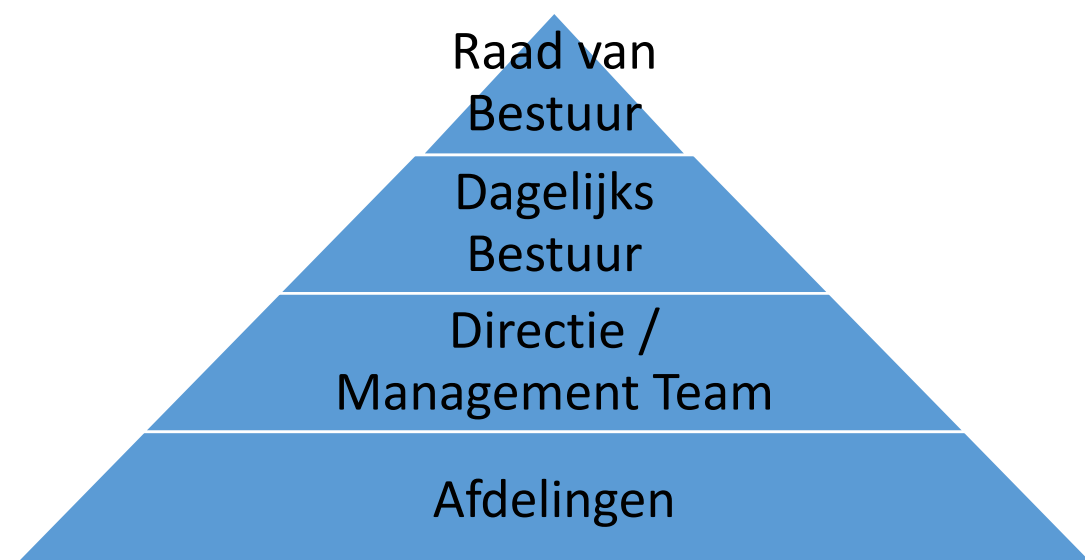 Raad van
Bestuur
Dagelijks
Bestuur
Directie /
Management Team
Afdelingen